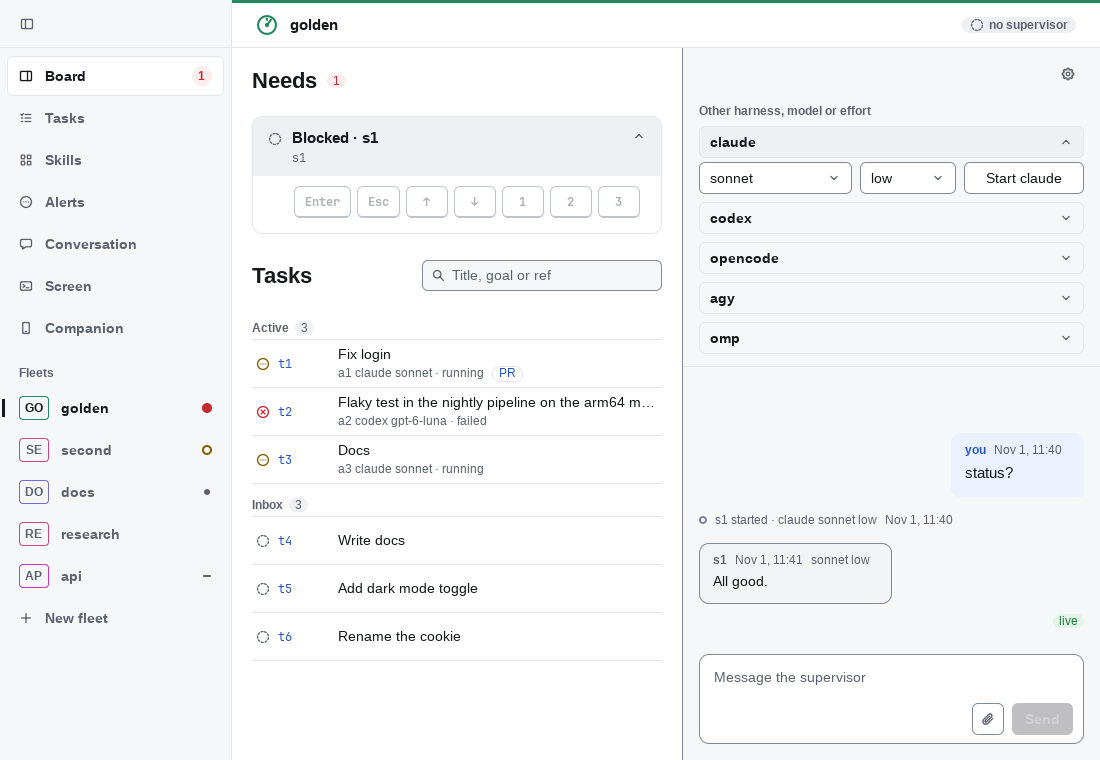 golden
no supervisor
Board 1
Tasks
Skills
Alerts
Conversation
Screen
Companion
Fleets
GO golden
SE second
DO docs
RE research
AP api
New fleet
Needs 1
Blocked · s1
s1
Enter Esc ↑ ↓ 1 2 3
Tasks
Title, goal or ref
Active 3
t1 Fix login
a1 claude sonnet · running PR
t2 Flaky test in the nightly pipeline on the arm64 m…
a2 codex gpt-6-luna · failed
t3 Docs
a3 claude sonnet · running
Inbox 3
t4 Write docs
t5 Add dark mode toggle
t6 Rename the cookie
Other harness, model or effort
claude
sonnet low Start claude
codex
opencode
agy
omp
you Nov 1, 11:40
status?
s1 started · claude sonnet low Nov 1, 11:40
s1 Nov 1, 11:41 sonnet low
All good.
live
Message the supervisor
Send